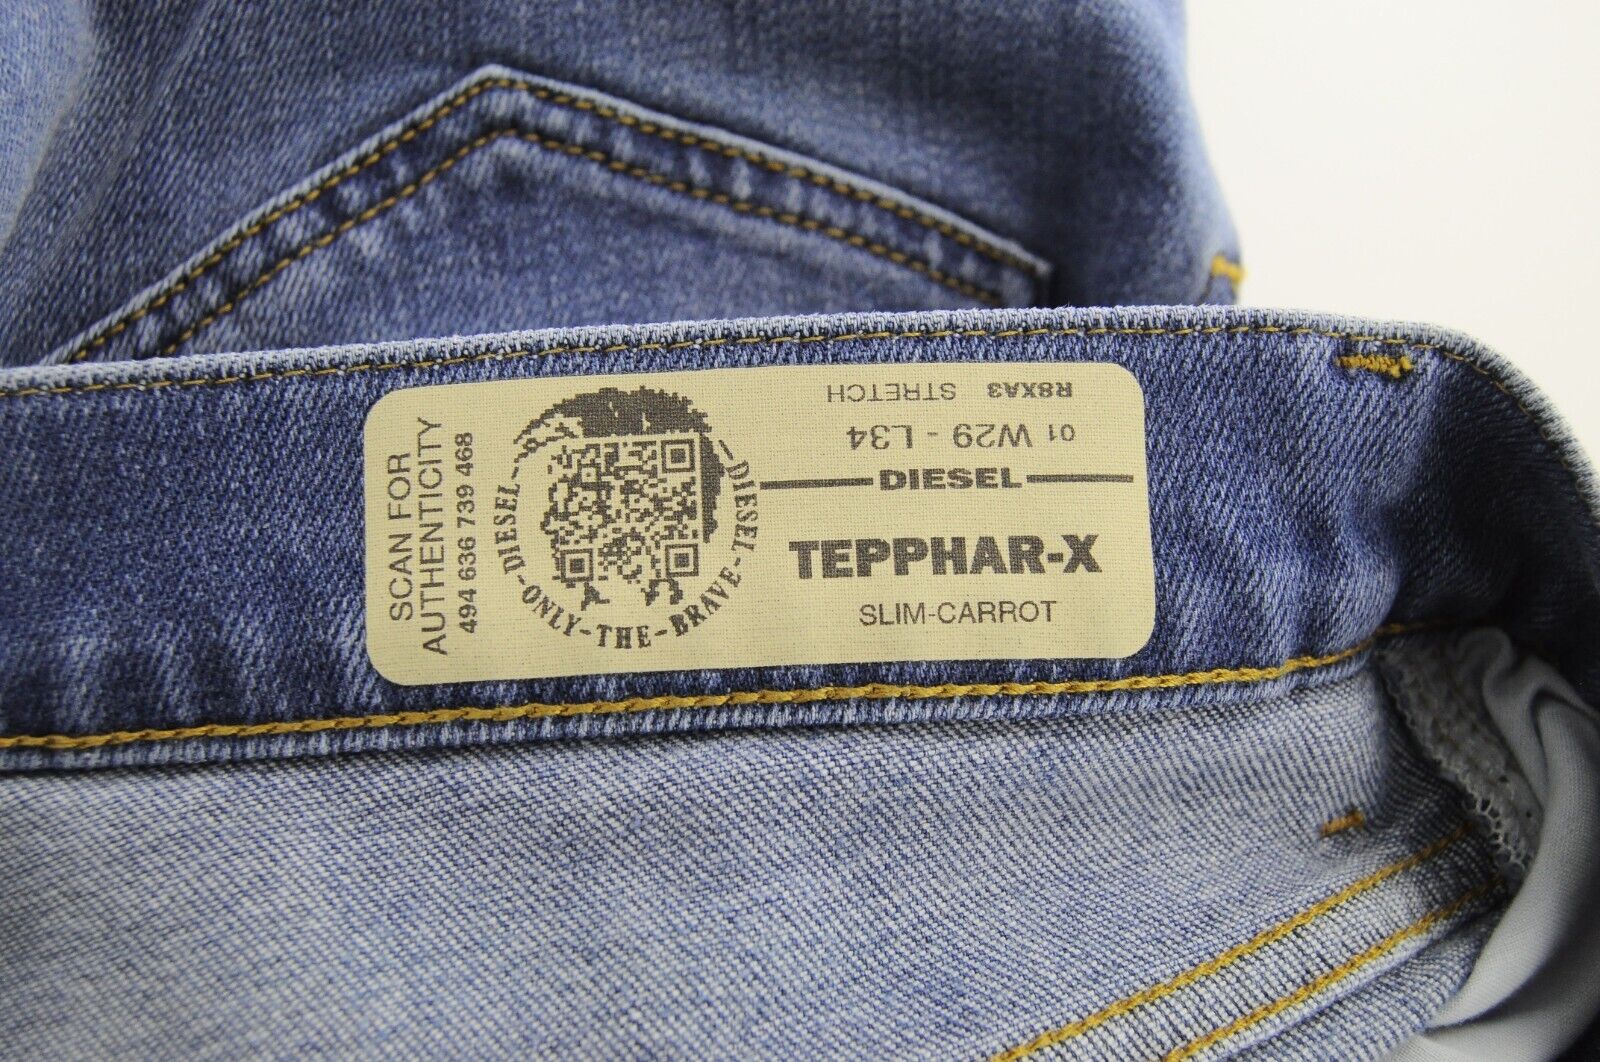 SCAN FOR
AUTHENTICITY
494 636 739 468
DIESEL-ONLY-THE-BRAVE-DIESEL
R8XA3 STRETCH
01 W29 - L34
DIESEL
TEPPHAR-X
SLIM-CARROT